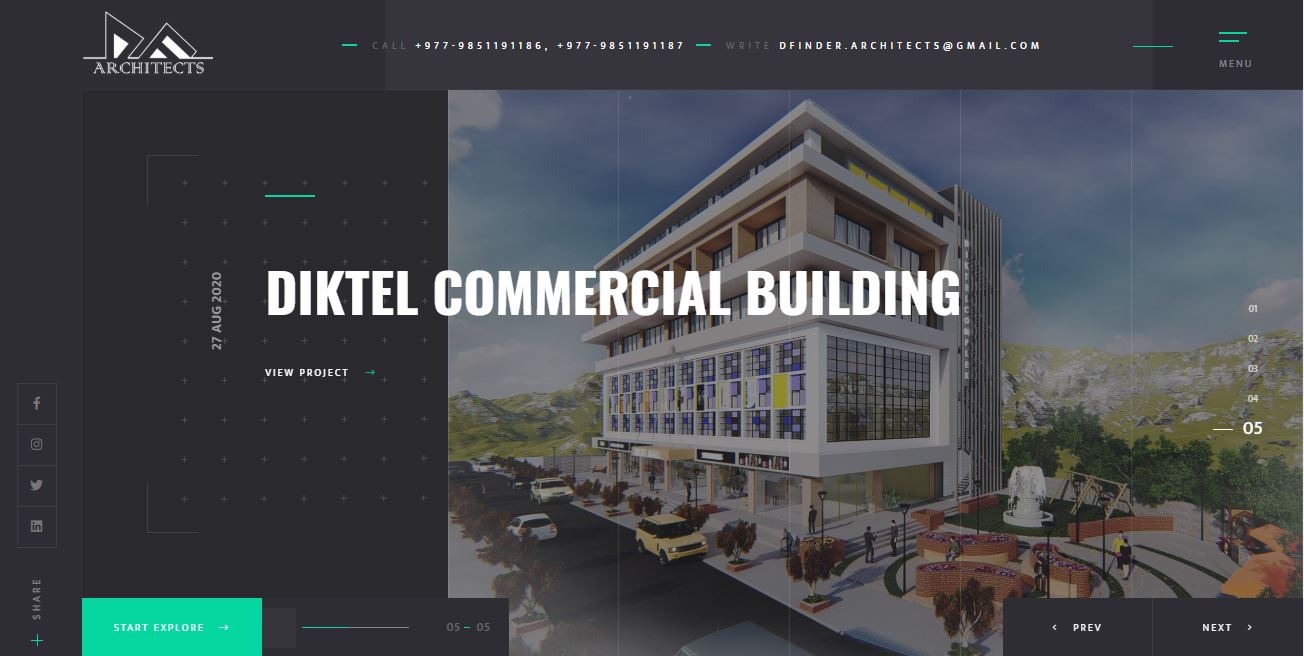 ARCHITECTS
CALL +977-9851191186, +977-9851191187
WRITE DFINDER.ARCHITECTS@GMAIL.COM
MENU
27 AUG 2020
DIKTEL COMMERCIAL BUILDING
VIEW PROJECT
01
02
03
04
05
SHARE
START EXPLORE
05 05
PREV
NEXT